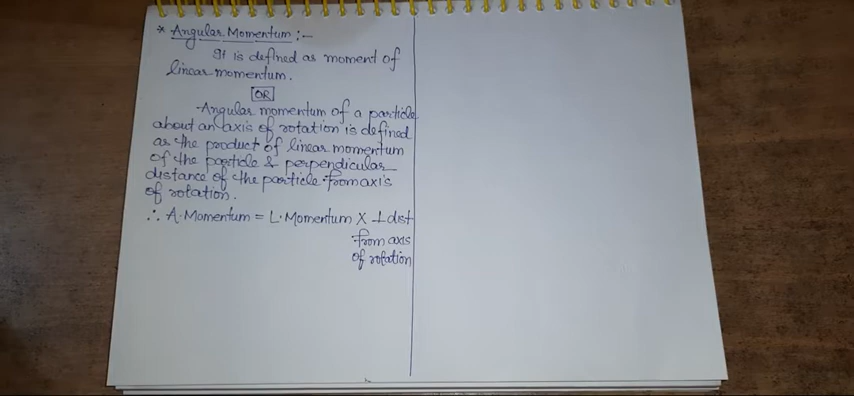 * Angular Momentum :-
It is defined as moment of
linear momentum.
OR
Angular momentum of a particle
about an axis of rotation is defined
as the product of linear momentum
of the particle & perpendicular
distance of the particle from axis
of rotation.
∴ A. Momentum = L. Momentum X ⊥ dist
from axis
of rotation